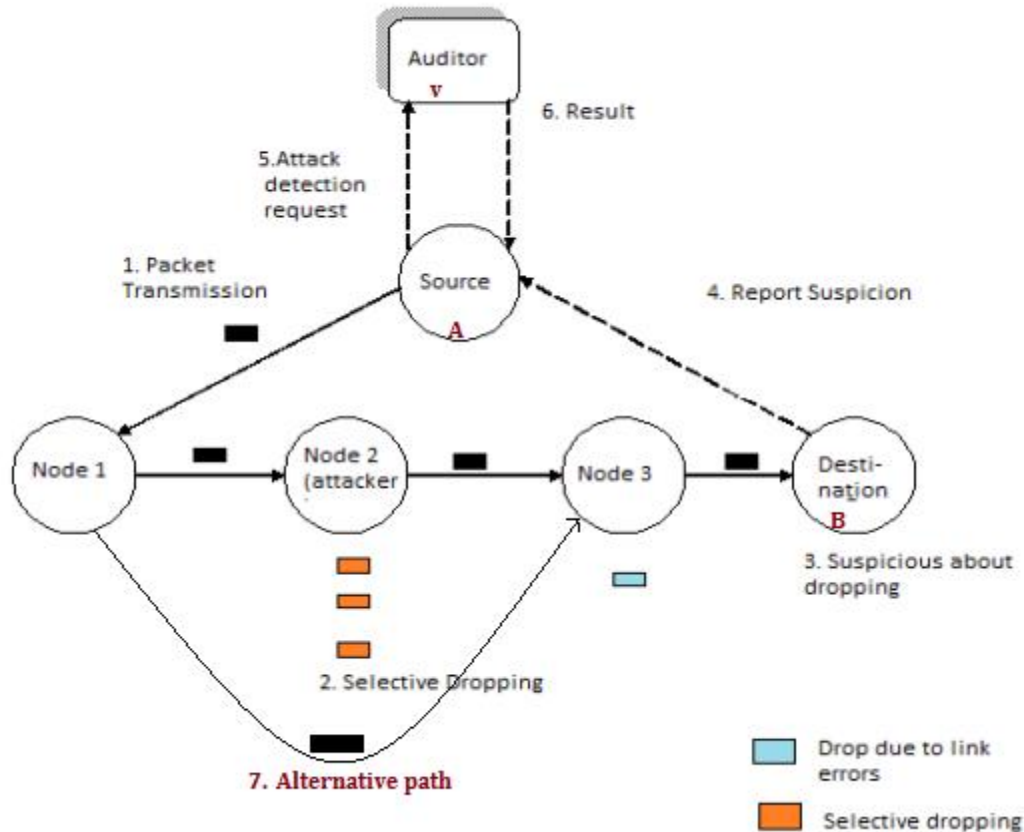 Auditor
v
6. Result
5.Attack
detection
request
1. Packet
Transmission
Source
A
4. Report Suspicion
Node 1
Node 2
(attacker
Node 3
Desti-
nation
B
3. Suspicious about
dropping
2. Selective Dropping
7. Alternative path
Drop due to link
errors
Selective dropping